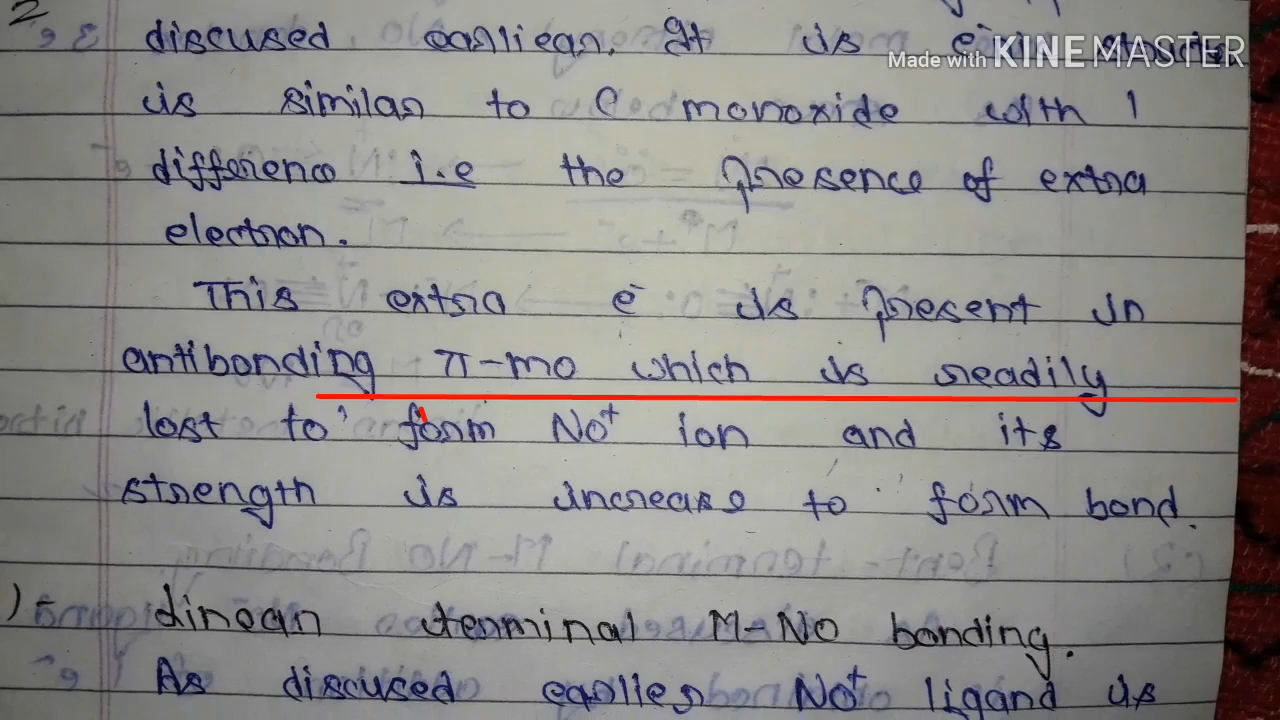 discused earlier. It is e⁻
Made with KINEMASTER
is similar to C monoxide with 1
difference i.e the presence of extra
electron.
This extra e⁻ is present in
antibonding π-mo which is readily
lost to form No⁺ ion and its
strength is increase to form bond.
) Linear terminal M-No bonding.
As discused earlier No⁺ ligand is